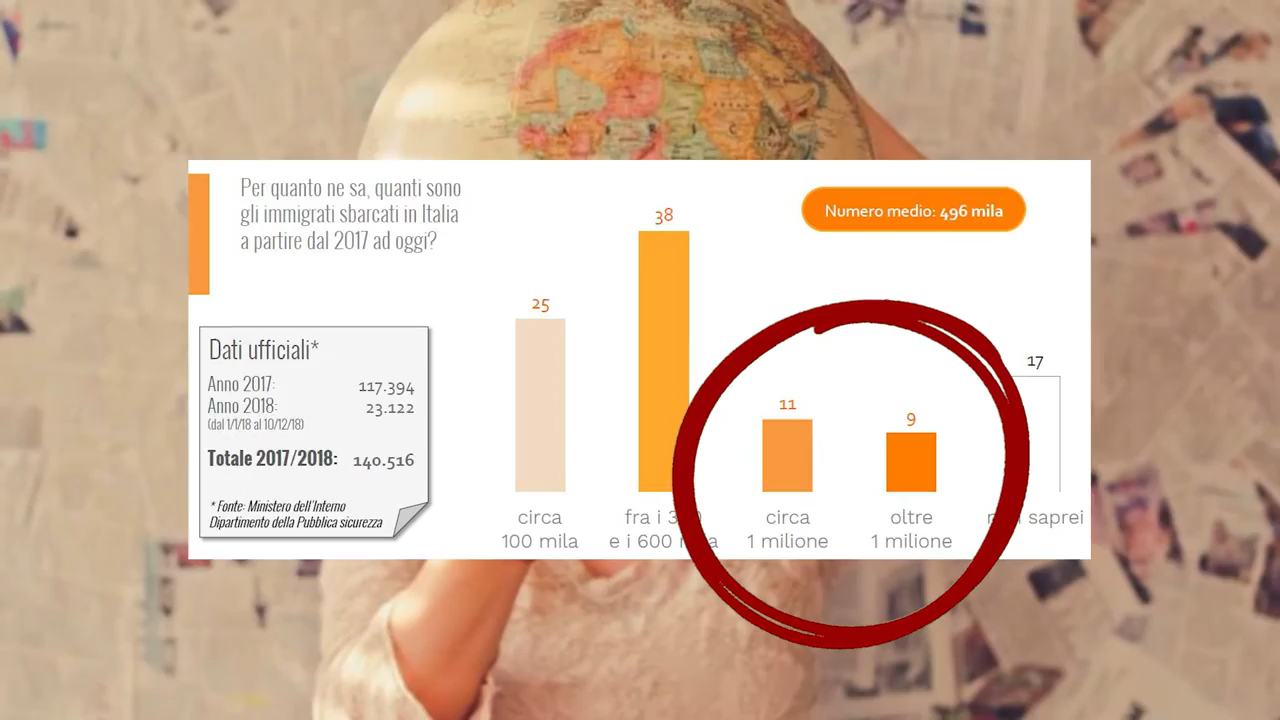 Per quanto ne sa, quanti sono
gli immigrati sbarcati in Italia
a partire dal 2017 ad oggi?
Numero medio: 496 mila
Dati ufficiali*
Anno 2017: 117.394
Anno 2018: 23.122
(dal 1/1/18 al 10/12/18)
Totale 2017/2018: 140.516
* Fonte: Ministero dell'Interno
Dipartimento della Pubblica sicurezza
25
38
11
9
17
circa
100 mila
fra i
e i 600
circa
1 milione
oltre
1 milione
saprei